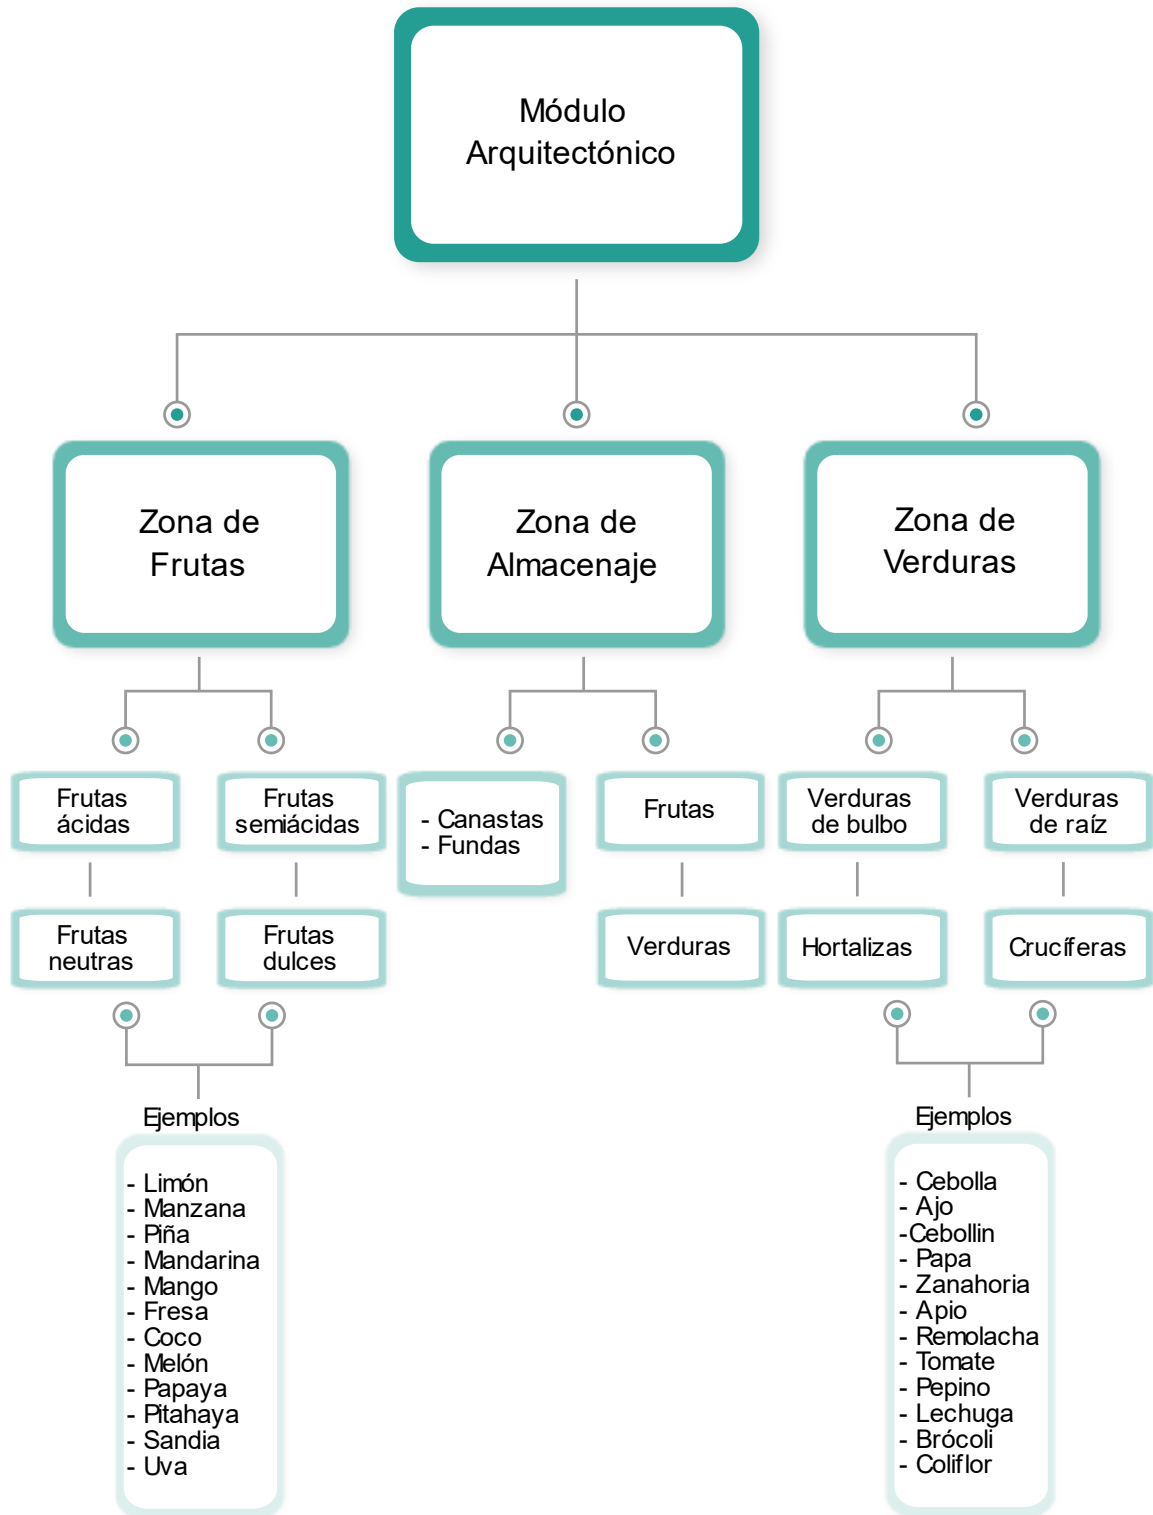 Módulo
Arquitectónico
Zona de
Frutas
Zona de
Almacenaje
Zona de
Verduras
Frutas
ácidas
Frutas
semiácidas
- Canastas
- Fundas
Frutas
Verduras
de bulbo
Verduras
de raíz
Frutas
neutras
Frutas
dulces
Verduras
Hortalizas
Crucíferas
Ejemplos
- Limón
- Manzana
- Piña
- Mandarina
- Mango
- Fresa
- Coco
- Melón
- Papaya
- Pitahaya
- Sandia
- Uva
Ejemplos
- Cebolla
- Ajo
-Cebollin
- Papa
- Zanahoria
- Apio
- Remolacha
- Tomate
- Pepino
- Lechuga
- Brócoli
- Coliflor